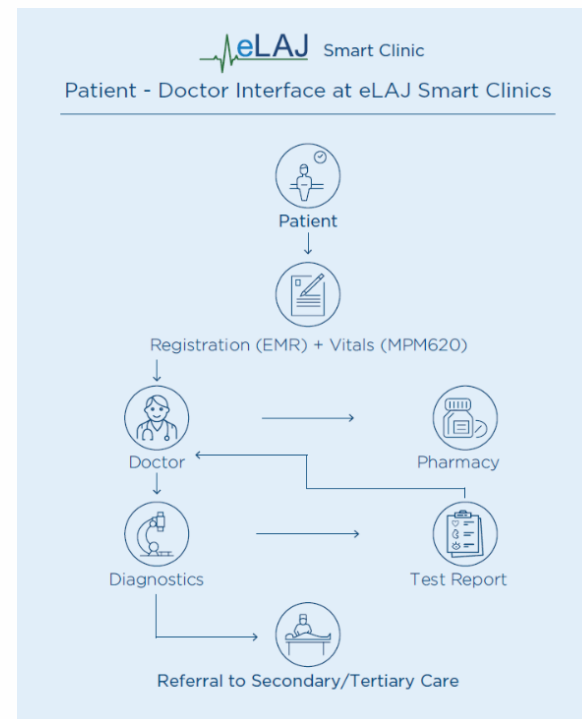 eLAJ Smart Clinic
Patient - Doctor Interface at eLAJ Smart Clinics
Patient
Registration (EMR) + Vitals (MPM620)
Doctor
Pharmacy
Diagnostics
Test Report
Referral to Secondary/Tertiary Care